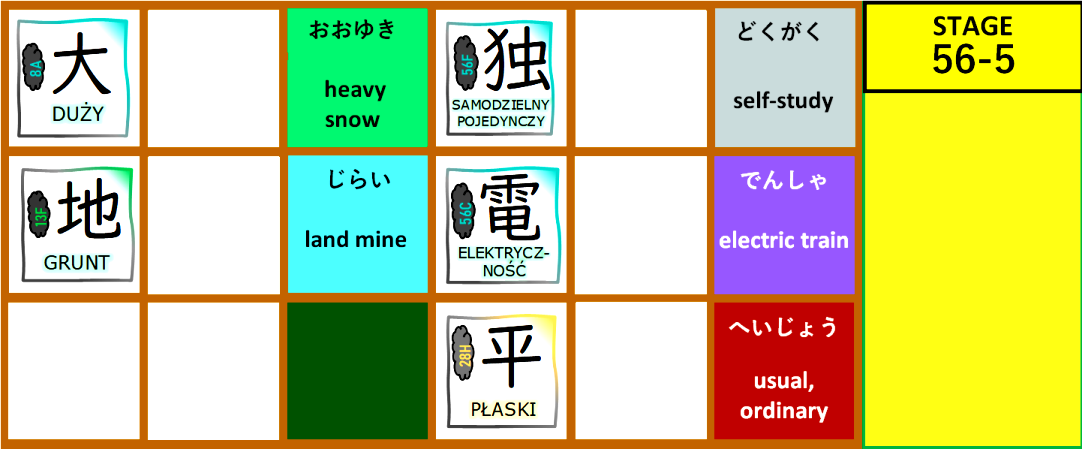 8A
大
DUŻY
おおゆき
heavy
snow
56F
独
SAMODZIELNY
POJEDYNCZY
どくがく
self-study
STAGE
56-5
13F
地
GRUNT
じらい
land mine
56C
電
ELEKTRYCZ-
NOŚĆ
でんしゃ
electric train
28H
平
PŁASKI
へいじょう
usual,
ordinary